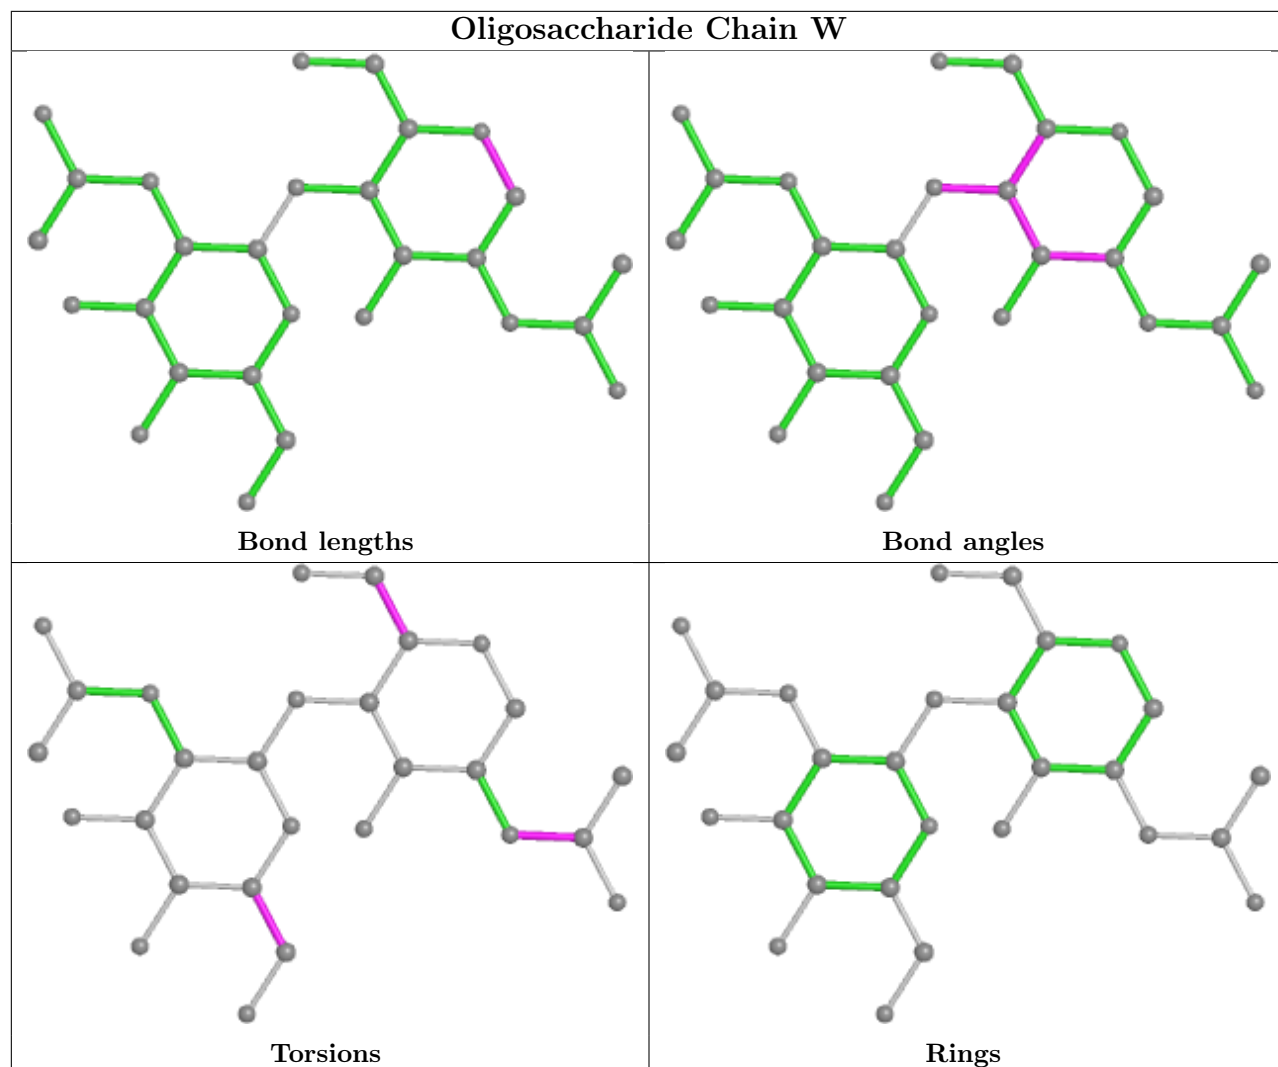 Oligosaccharide Chain W
Bond lengths
Bond angles
Torsions
Rings